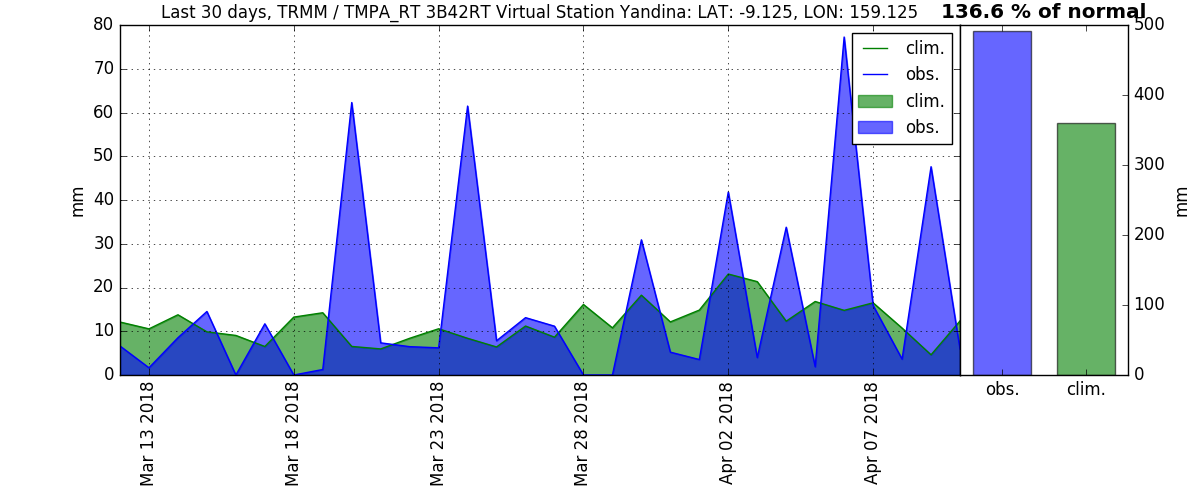 Last 30 days, TRMM / TMPA_RT 3B42RT Virtual Station Yandina: LAT: -9.125, LON: 159.125
136.6 % of normal
80
70
60
50
40
30
20
10
0
mm
clim.
obs.
clim.
obs.
Mar 13 2018
Mar 18 2018
Mar 23 2018
Mar 28 2018
Apr 02 2018
Apr 07 2018
500
400
300
200
100
0
mm
obs.
clim.